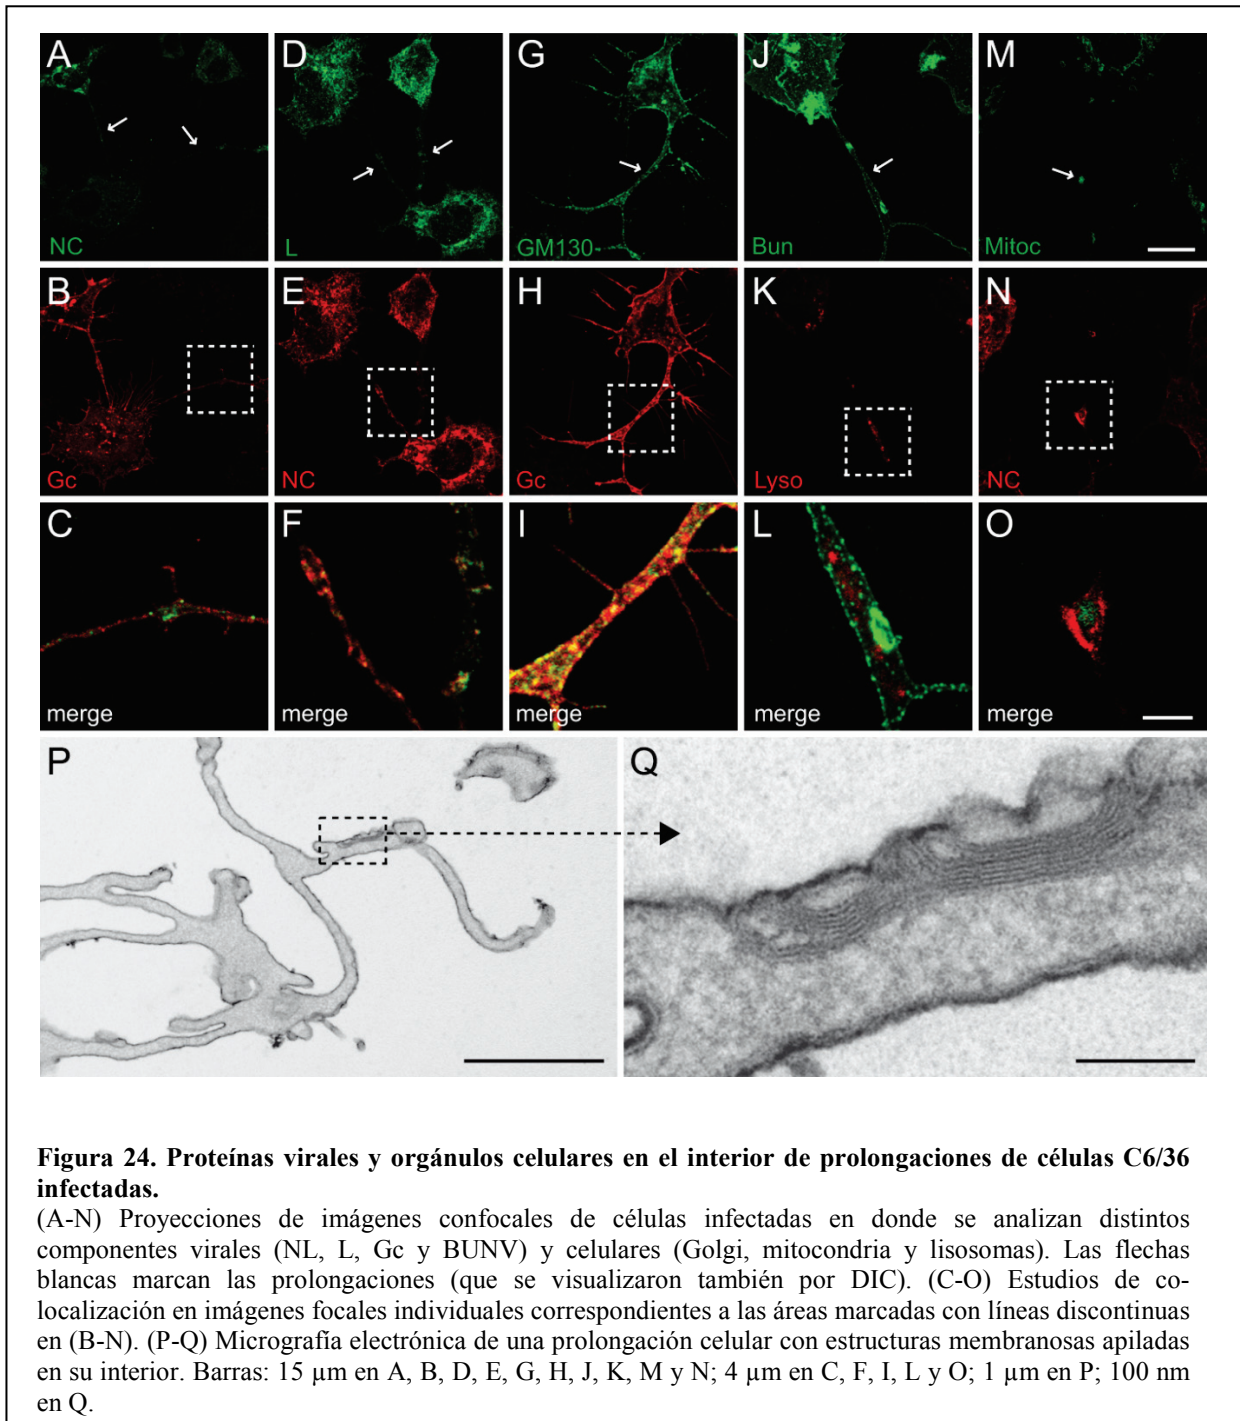 A
D
G
J
M
NC
L
GM130
Bun
Mitoc
B
E
H
K
N
Gc
NC
Gc
Lyso
NC
C
F
I
L
O
merge
merge
merge
merge
merge
P
Q
Figura 24. Proteínas virales y orgánulos celulares en el interior de prolongaciones de células C6/36
infectadas.
(A-N) Proyecciones de imágenes confocales de células infectadas en donde se analizan distintos
componentes virales (NL, L, Gc y BUNV) y celulares (Golgi, mitocondria y lisosomas). Las flechas
blancas marcan las prolongaciones (que se visualizaron también por DIC). (C-O) Estudios de co-
localización en imágenes focales individuales correspondientes a las áreas marcadas con líneas discontinuas
en (B-N). (P-Q) Micrografía electrónica de una prolongación celular con estructuras membranosas apiladas
en su interior. Barras: 15 µm en A, B, D, E, G, H, J, K, M y N; 4 µm en C, F, I, L y O; 1 µm en P; 100 nm
en Q.